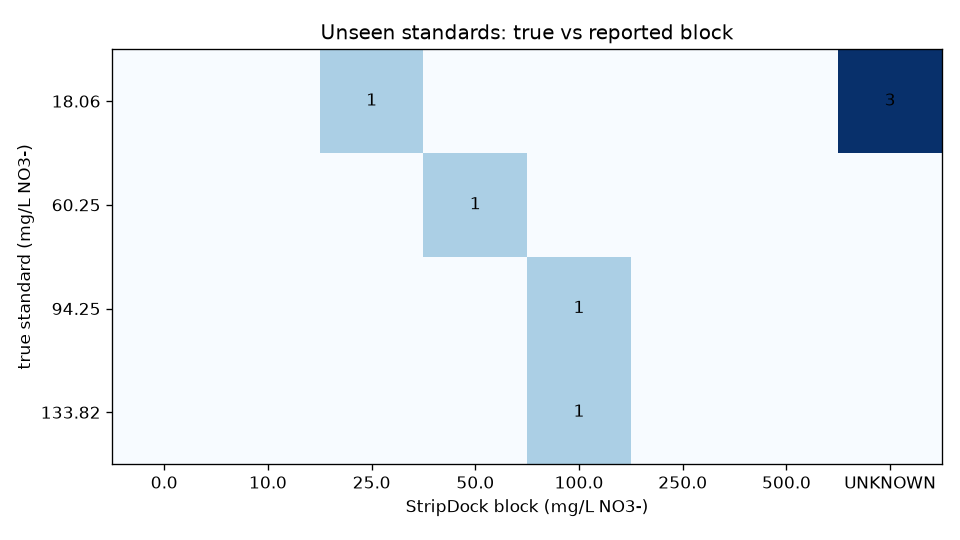 Unseen standards: true vs reported block
true standard (mg/L NO3-)
18.06
1
3
60.25
1
94.25
1
133.82
1
0.0 10.0 25.0 50.0 100.0 250.0 500.0 UNKNOWN
StripDock block (mg/L NO3-)